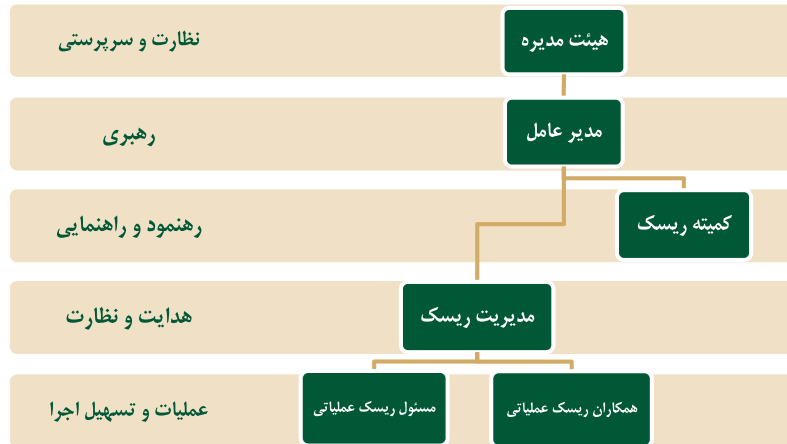 هیئت مدیره
نظارت و سرپرستی
مدیر عامل
رهبری
کمیته ریسک
رهنمود و راهنمایی
مدیریت ریسک
هدایت و نظارت
همکاران ریسک عملیاتی
مسئول ریسک عملیاتی
عملیات و تسهیل اجرا